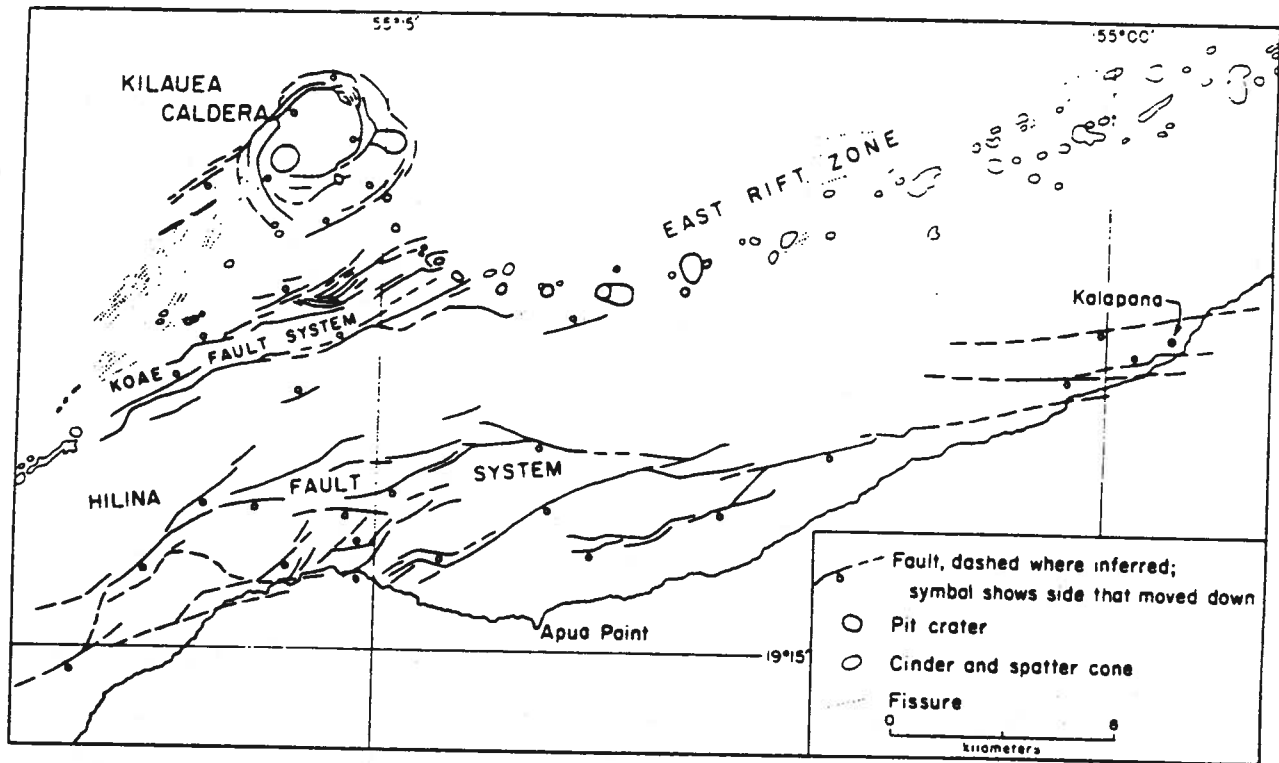 55°15'
55°00'
KILAUEA
CALDERA
EAST RIFT ZONE
Kalapana
KOAE FAULT SYSTEM
HILINA FAULT SYSTEM
Apua Point
19°15'
Fault, dashed where inferred;
symbol shows side that moved down
Pit crater
Cinder and spatter cone
Fissure
0 8
kilometers